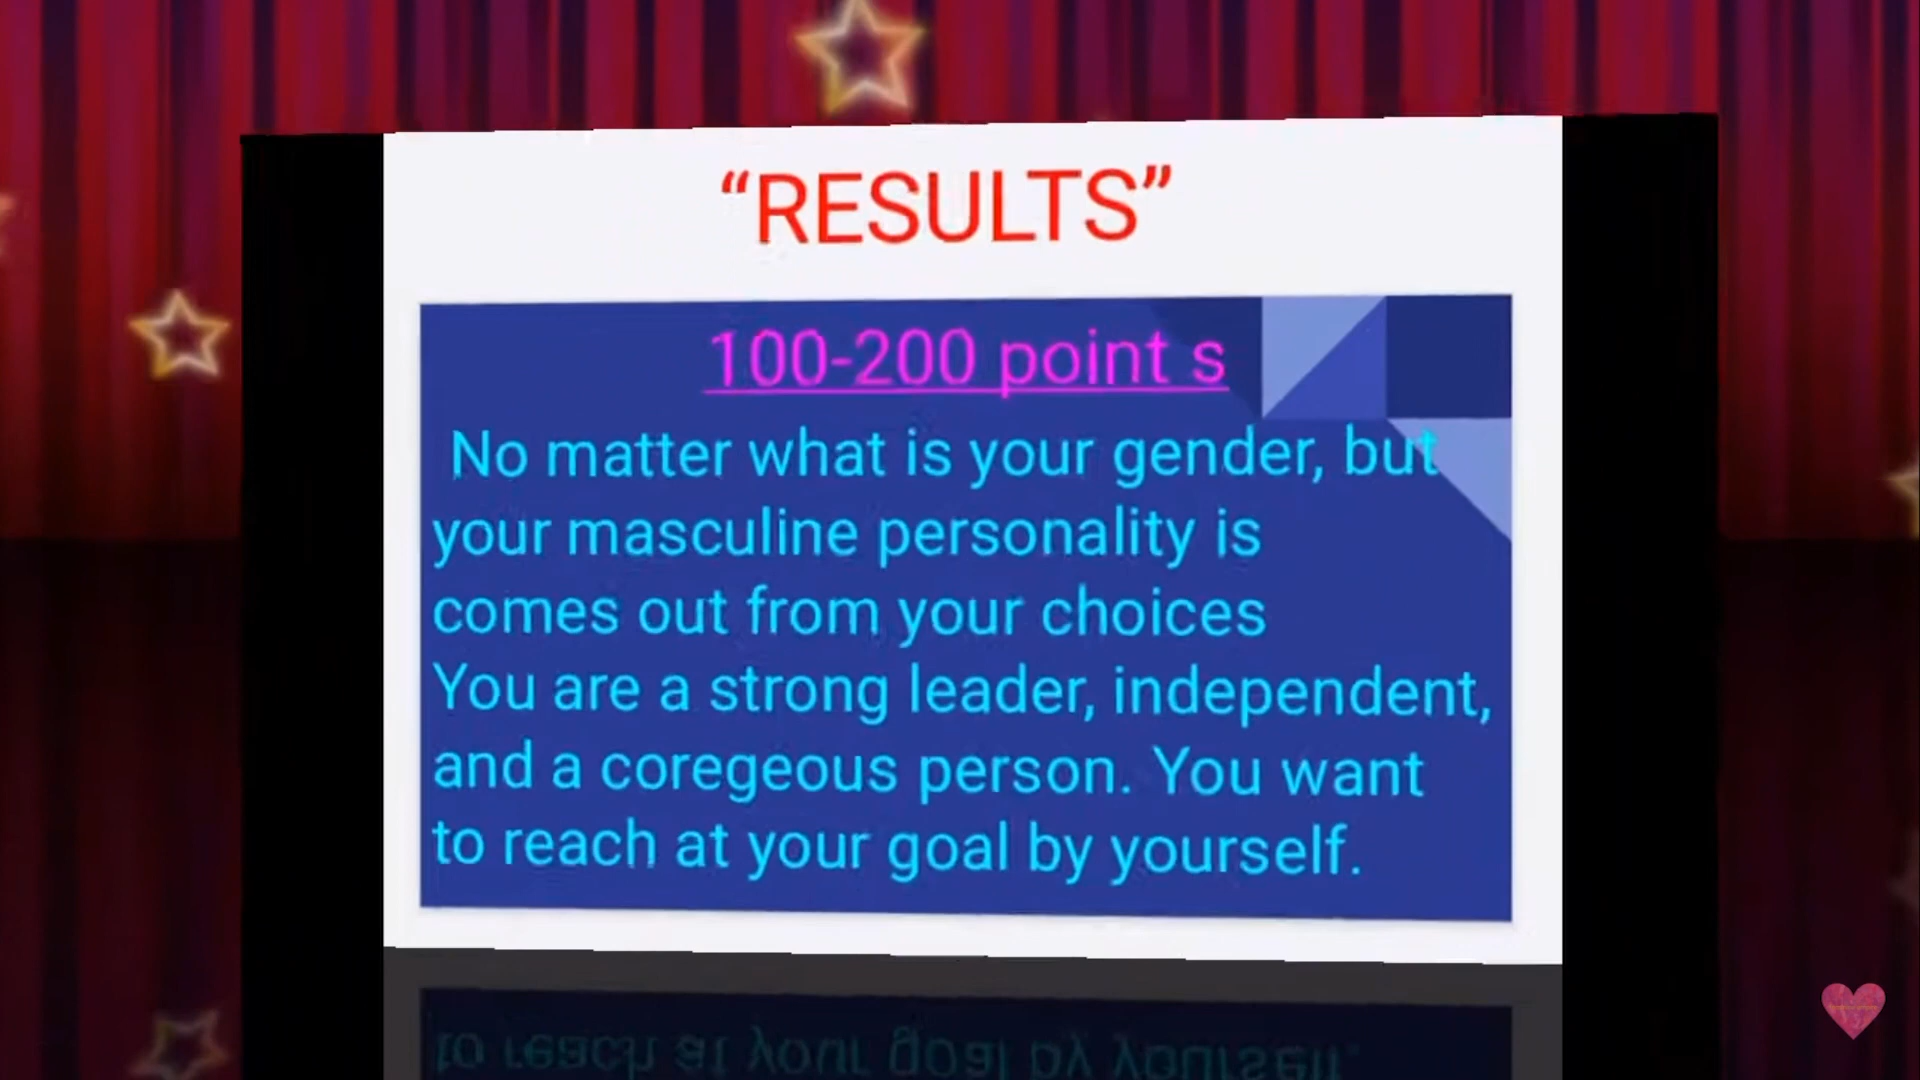 “RESULTS”
100-200 point s
No matter what is your gender, but
your masculine personality is
comes out from your choices
You are a strong leader, independent,
and a coregeous person. You want
to reach at your goal by yourself.